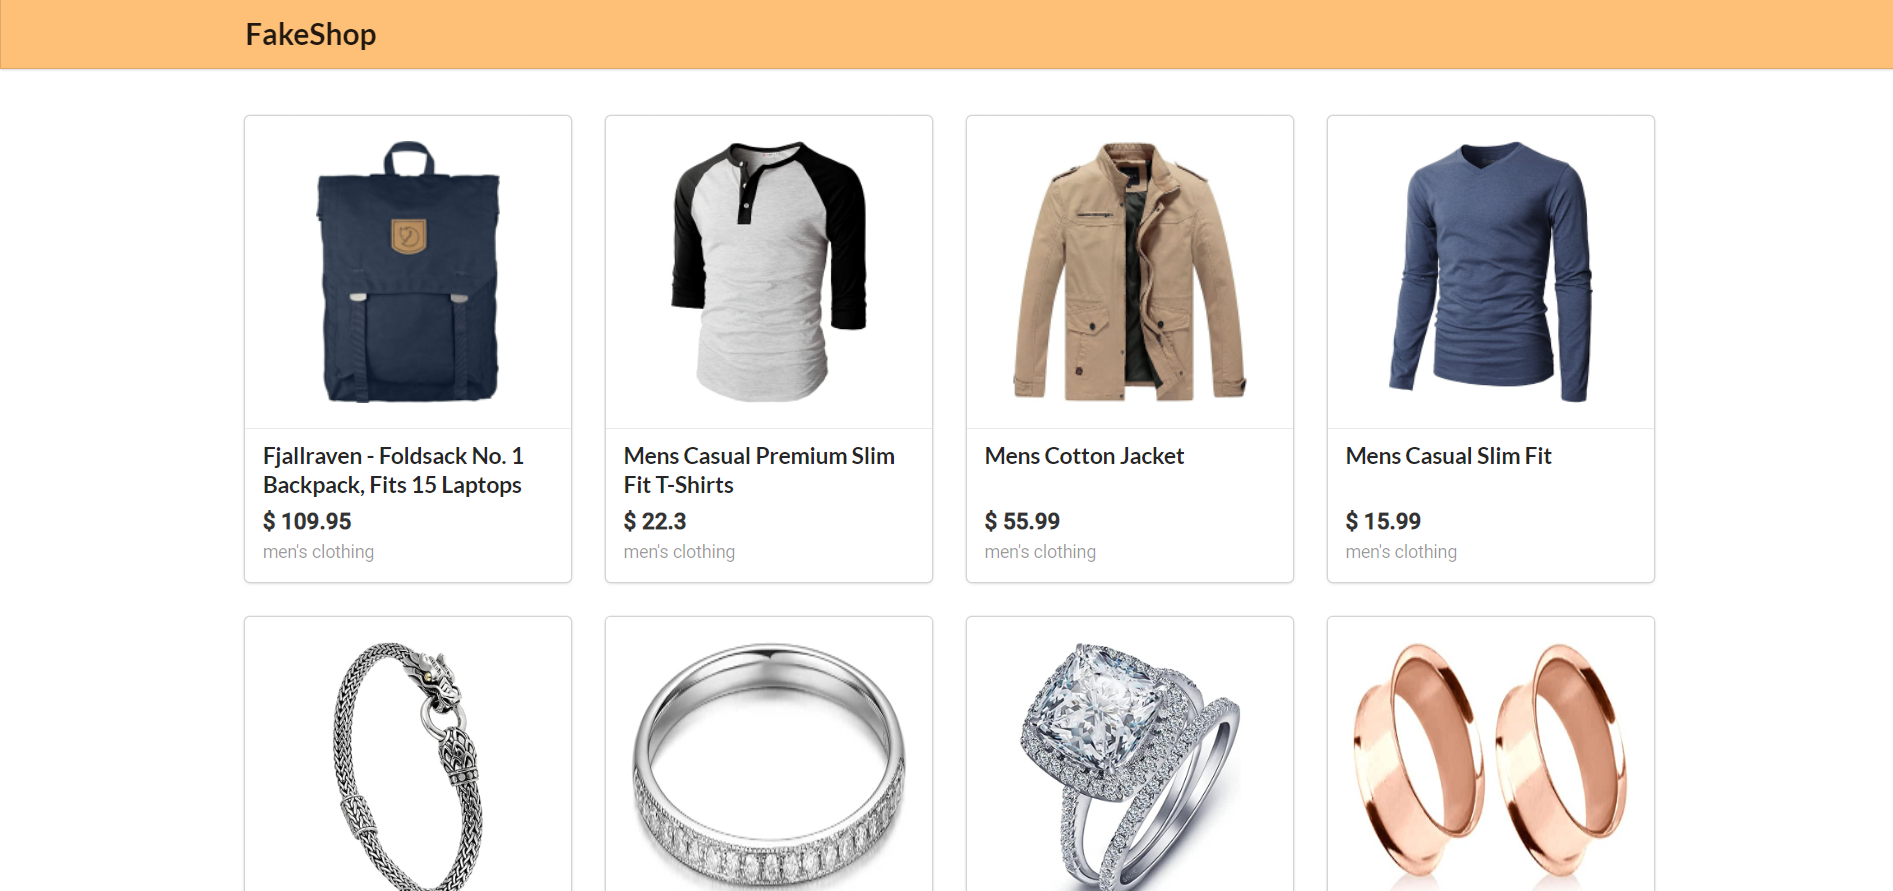 FakeShop
Fjallraven - Foldsack No. 1
Backpack, Fits 15 Laptops
$ 109.95
men's clothing
Mens Casual Premium Slim
Fit T-Shirts
$ 22.3
men's clothing
Mens Cotton Jacket
$ 55.99
men's clothing
Mens Casual Slim Fit
$ 15.99
men's clothing